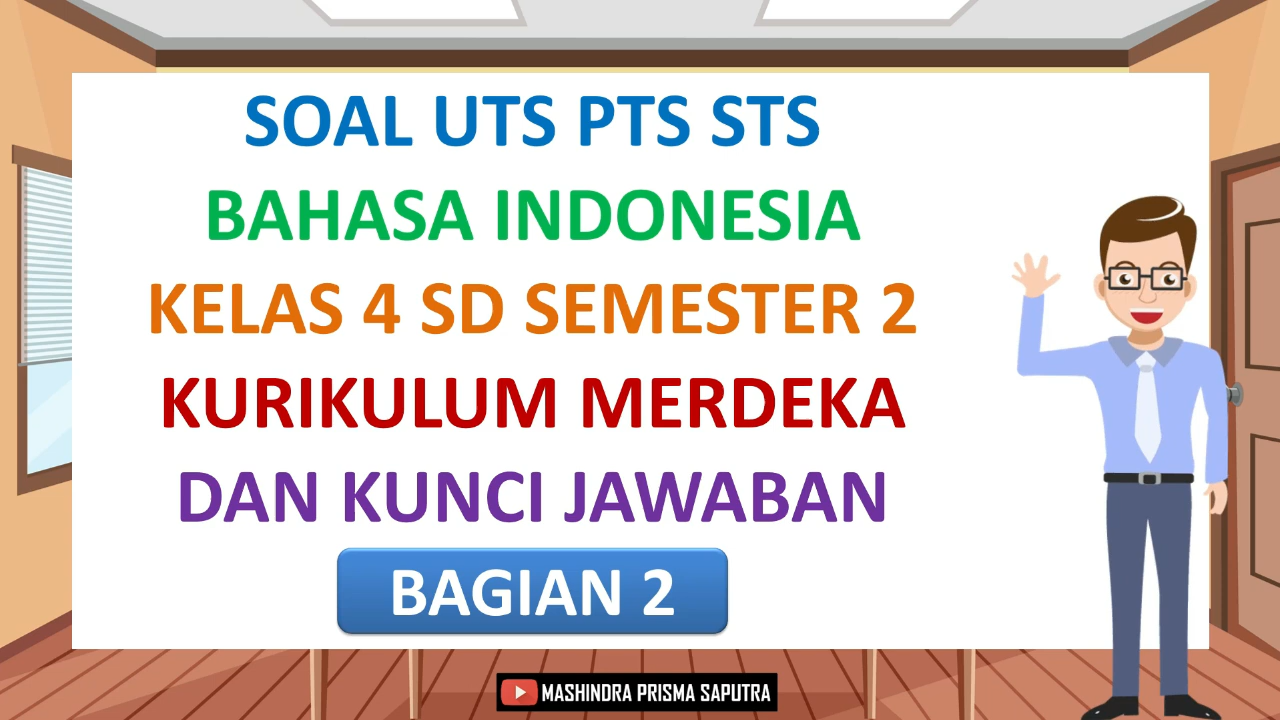 SOAL UTS PTS STS
BAHASA INDONESIA
KELAS 4 SD SEMESTER 2
KURIKULUM MERDEKA
DAN KUNCI JAWABAN
BAGIAN 2
MASHINDRA PRISMA SAPUTRA